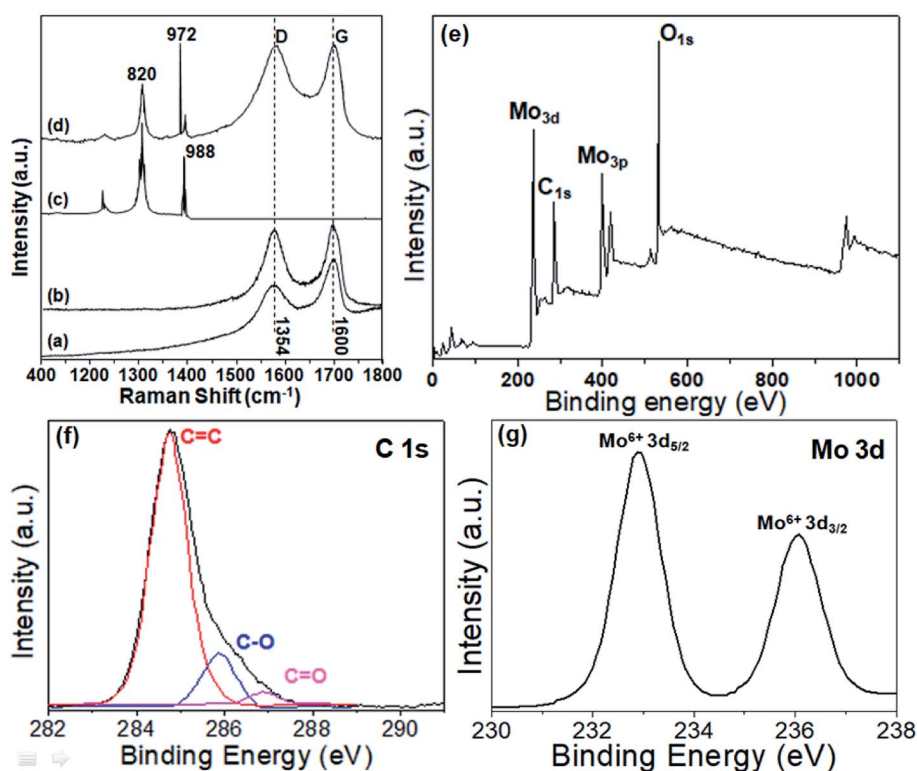 972
D
G
820
(d)
(c)
988
(b)
(a)
1354
1600
Intensity (a.u.)
400 1200 1300 1400 1500 1600 1700 1800
Raman Shift (cm⁻¹)
(e)
O₁s
Mo₃d
C₁s
Mo₃p
Intensity (a.u.)
0 200 400 600 800 1000
Binding energy (eV)
(f)
C=C
C 1s
C-O
C=O
Intensity (a.u.)
282 284 286 288 290
Binding Energy (eV)
(g)
Mo⁶⁺ 3d₅/₂
Mo 3d
Mo⁶⁺ 3d₃/₂
Intensity (a.u.)
230 232 234 236 238
Binding Energy (eV)